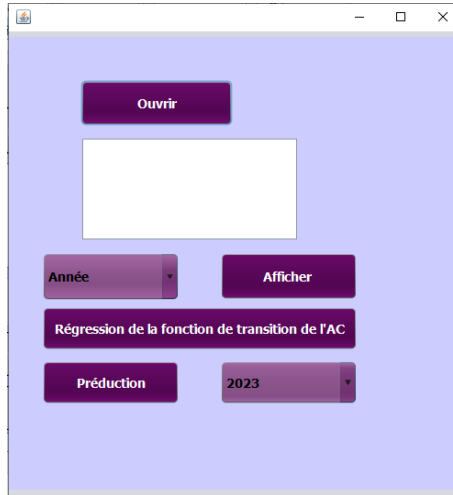 Ouvrir
Année
Afficher
Régression de la fonction de transition de l'AC
Préduction
2023